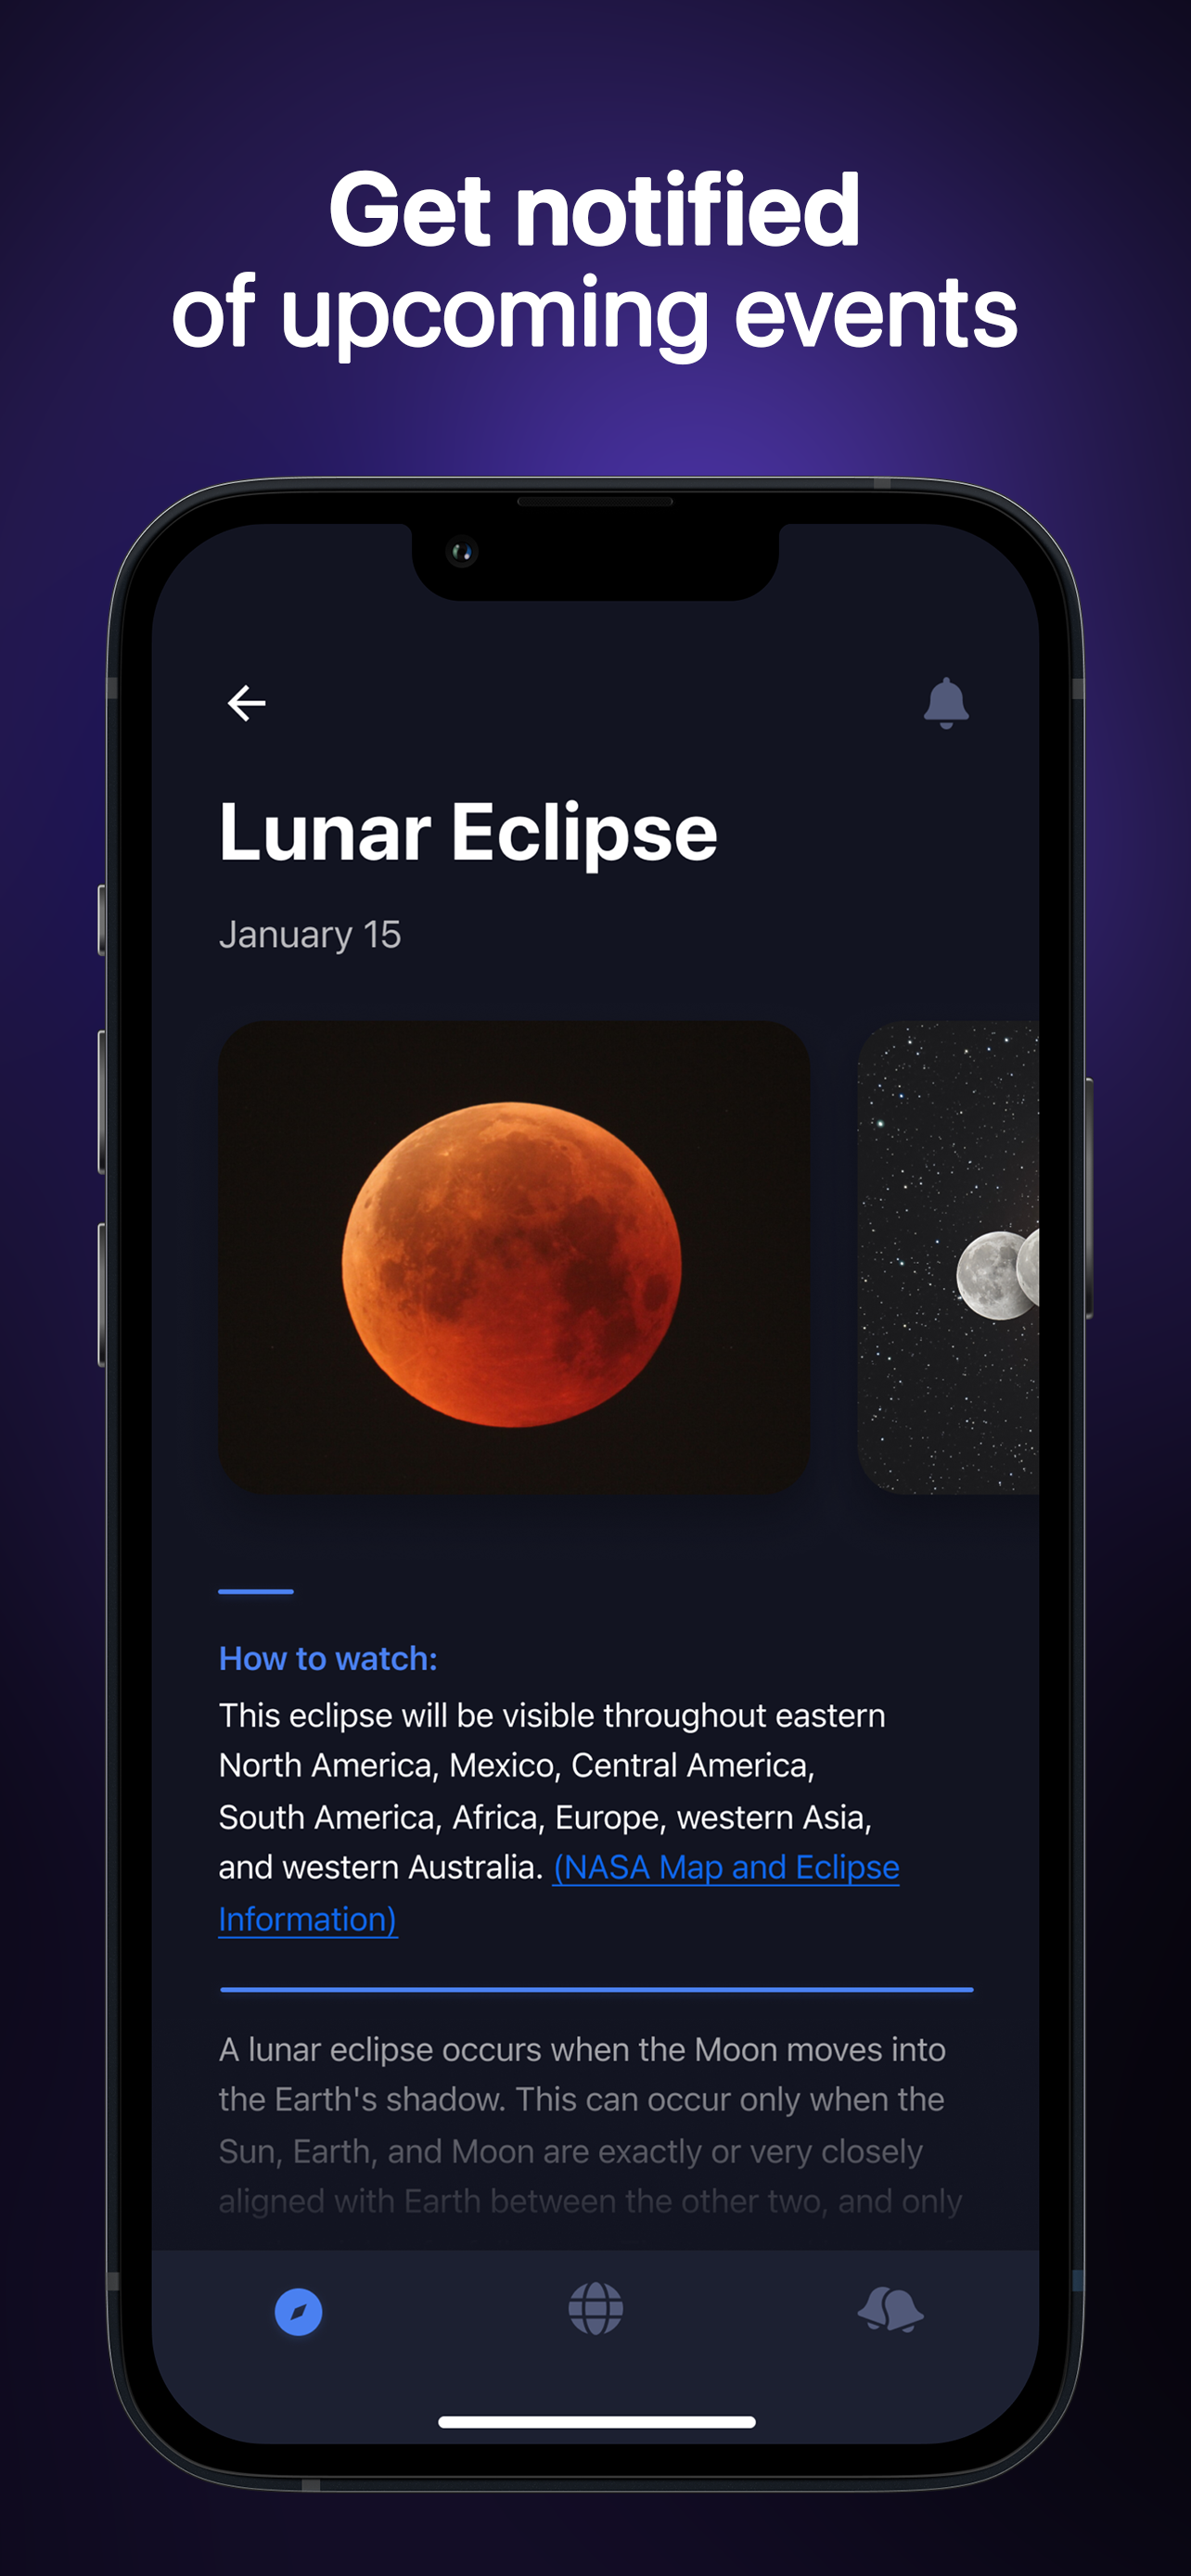 Get notified
of upcoming events
Lunar Eclipse
January 15
How to watch:
This eclipse will be visible throughout eastern
North America, Mexico, Central America,
South America, Africa, Europe, western Asia,
and western Australia. (NASA Map and Eclipse
Information)
A lunar eclipse occurs when the Moon moves into
the Earth's shadow. This can occur only when the
Sun, Earth, and Moon are exactly or very closely
aligned with Earth between the other two, and only